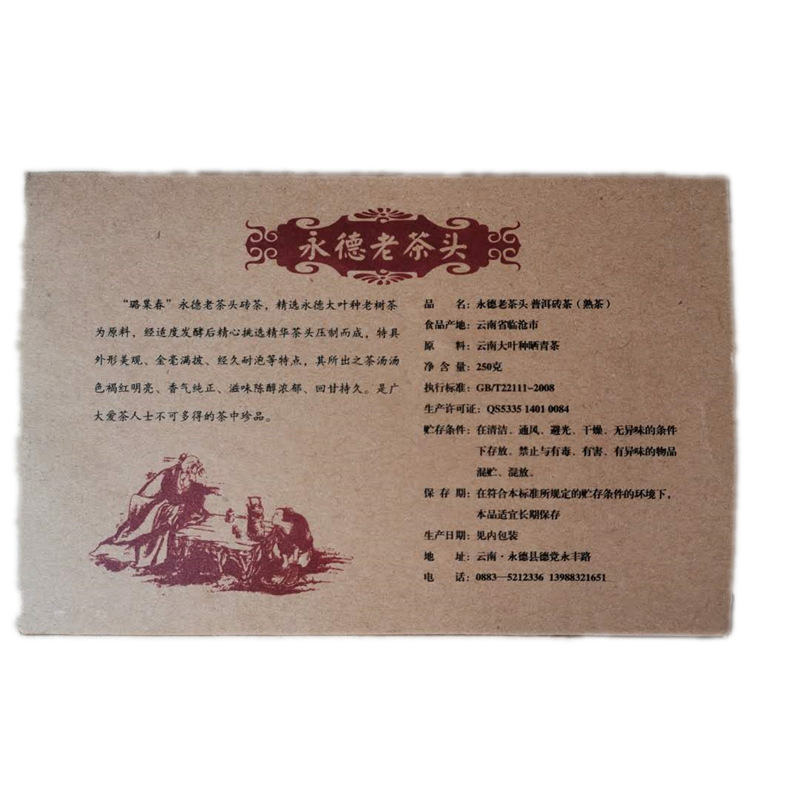 永德老茶头
“璐菓春”永德老茶头砖茶，精选永德大叶种老树茶
为原料，经适度发酵后精心挑选精华茶头压制而成，特具
外形美观、金毫满披、经久耐泡等特点，其所出之茶汤汤
色褐红明亮、香气纯正、滋味陈醇浓郁、回甘持久。是广
大爱茶人士不可多得的茶中珍品。
品 名：永德老茶头 普洱砖茶（熟茶）
食品产地：云南省临沧市
原 料：云南大叶种晒青茶
净 含 量：250克
执行标准：GB/T22111-2008
生产许可证：QS5335 1401 0084
贮存条件：在清洁、通风、避光、干燥、无异味的条件
下存放。禁止与有毒、有害、有异味的物品
混贮、混放。
保 存 期：在符合本标准所规定的贮存条件的环境下，
本品适宜长期保存
生产日期：见内包装
地 址：云南·永德县德党永丰路
电 话：0883—5212336 13988321651